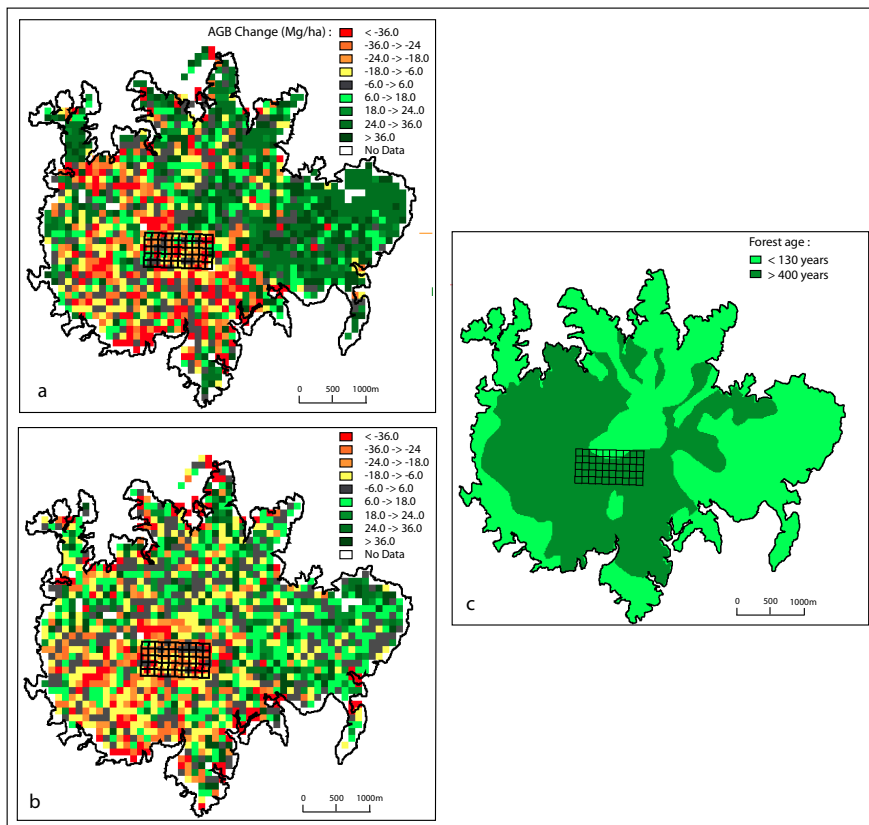 AGB Change (Mg/ha) :
< -36.0
-36.0 -> -24
-24.0 -> -18.0
-18.0 -> -6.0
-6.0 -> 6.0
6.0 -> 18.0
18.0 -> 24..0
24.0 -> 36.0
> 36.0
No Data
a
0 500 1000m
< -36.0
-36.0 -> -24
-24.0 -> -18.0
-18.0 -> -6.0
-6.0 -> 6.0
6.0 -> 18.0
18.0 -> 24..0
24.0 -> 36.0
> 36.0
No Data
b
0 500 1000m
Forest age :
< 130 years
> 400 years
c
0 500 1000m